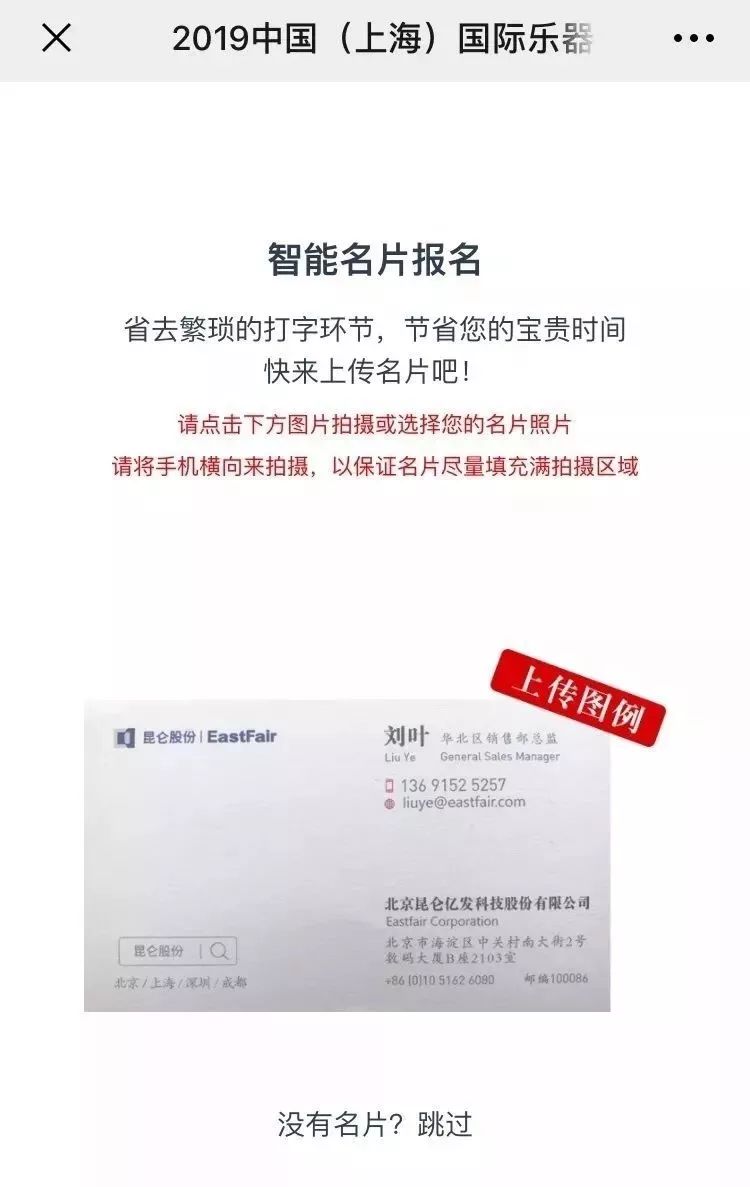 2019中国（上海）国际乐器
智能名片报名
省去繁琐的打字环节，节省您的宝贵时间
快来上传名片吧！
请点击下方图片拍摄或选择您的名片照片
请将手机横向来拍摄，以保证名片尽量填充满拍摄区域
上传图例
昆仑股份 | EastFair
刘叶 华北区销售部总监
Liu Ye General Sales Manager
136 9152 5257
liuye@eastfair.com
北京昆仑亿发科技股份有限公司
Eastfair Corporation
北京市海淀区中关村南大街2号
数码大厦B座2103室
+86 (0)10 5162 6080 邮编100086
昆仑股份
北京/上海/深圳/成都
没有名片？跳过